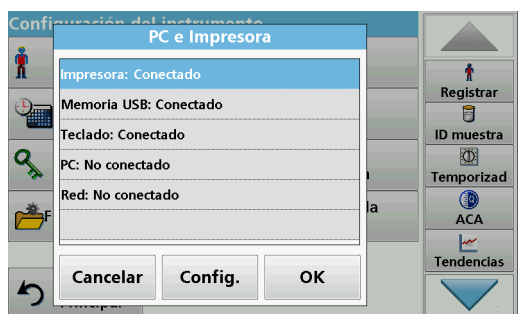 Configuración del instrumento
PC e Impresora
Impresora: Conectado
Memoria USB: Conectado
Teclado: Conectado
PC: No conectado
Red: No conectado
Cancelar
Config.
OK
Registrar
ID muestra
Temporizad
ACA
Tendencias
Principal